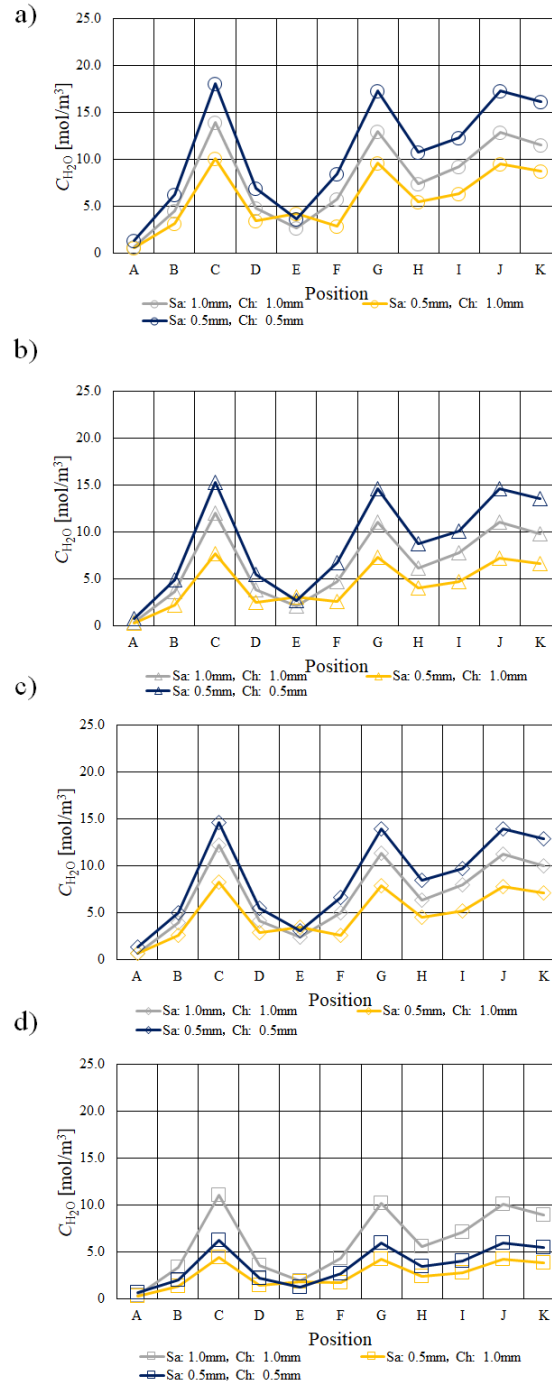 a)
25.0
20.0
15.0
10.0
5.0
0
C_H2O [mol/m³]
A B C D E F G H I J K
Position
Sa: 1.0mm, Ch: 1.0mm Sa: 0.5mm, Ch: 1.0mm
Sa: 0.5mm, Ch: 0.5mm
b)
25.0
20.0
15.0
10.0
5.0
0
C_H2O [mol/m³]
A B C D E F G H I J K
Position
Sa: 1.0mm, Ch: 1.0mm Sa: 0.5mm, Ch: 1.0mm
Sa: 0.5mm, Ch: 0.5mm
c)
25.0
20.0
15.0
10.0
5.0
0
C_H2O [mol/m³]
A B C D E F G H I J K
Position
Sa: 1.0mm, Ch: 1.0mm Sa: 0.5mm, Ch: 1.0mm
Sa: 0.5mm, Ch: 0.5mm
d)
25.0
20.0
15.0
10.0
5.0
0
C_H2O [mol/m³]
A B C D E F G H I J K
Position
Sa: 1.0mm, Ch: 1.0mm Sa: 0.5mm, Ch: 1.0mm
Sa: 0.5mm, Ch: 0.5mm